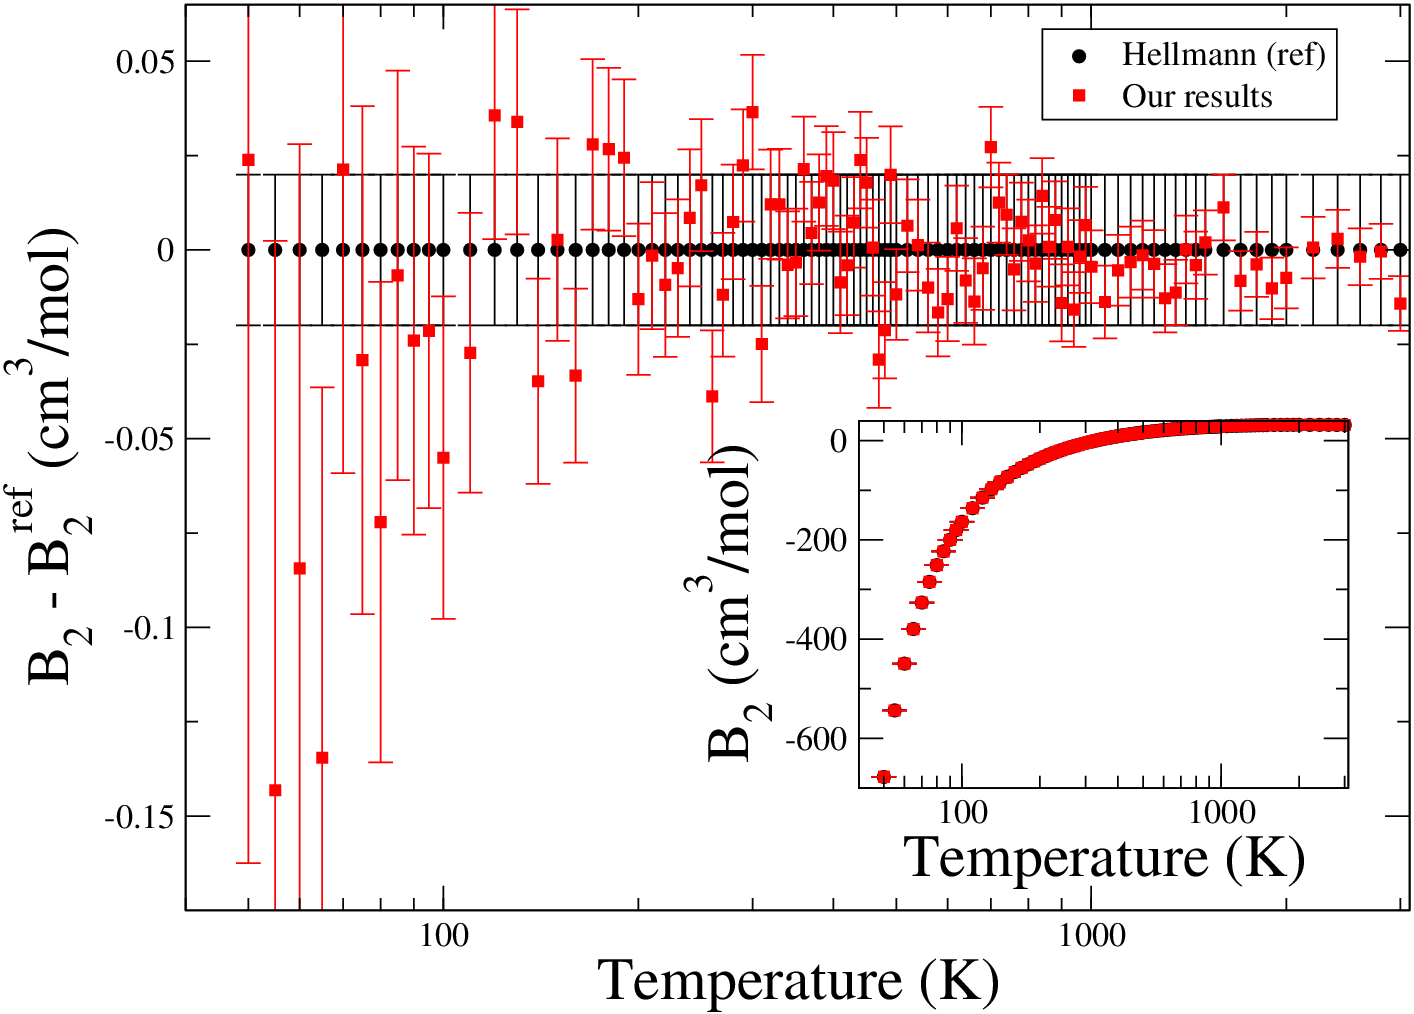 0.05
0
-0.05
-0.1
-0.15
B₂ - B₂ʳᵉᶠ (cm³/mol)
100
1000
Temperature (K)
Hellmann (ref)
Our results
0
-200
-400
-600
B₂ (cm³/mol)
100
1000
Temperature (K)